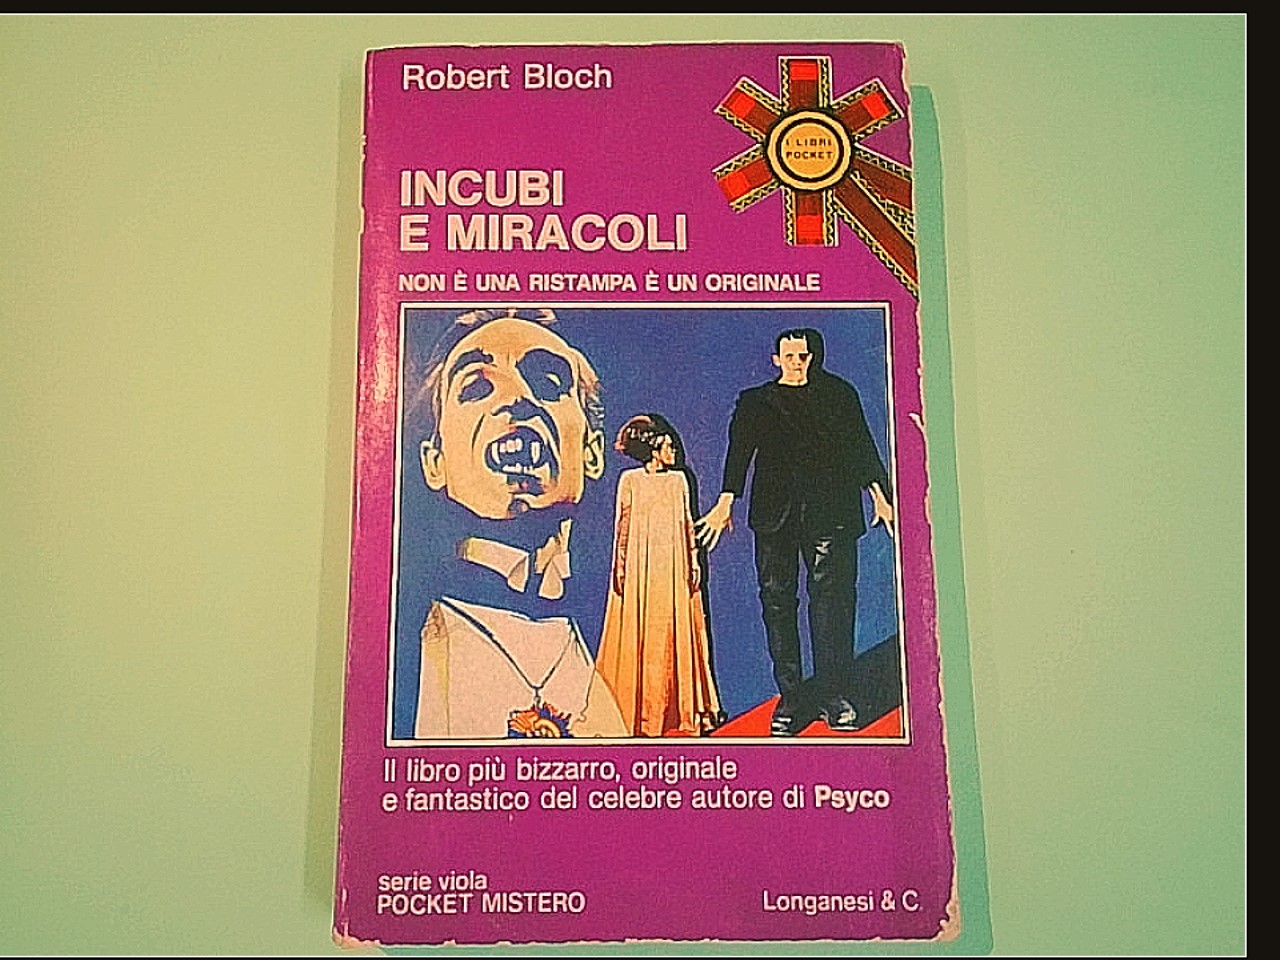 Robert Bloch
I LIBRI
POCKET
INCUBI
E MIRACOLI
NON È UNA RISTAMPA È UN ORIGINALE
Il libro più bizzarro, originale
e fantastico del celebre autore di Psyco
serie viola
POCKET MISTERO
Longanesi & C.